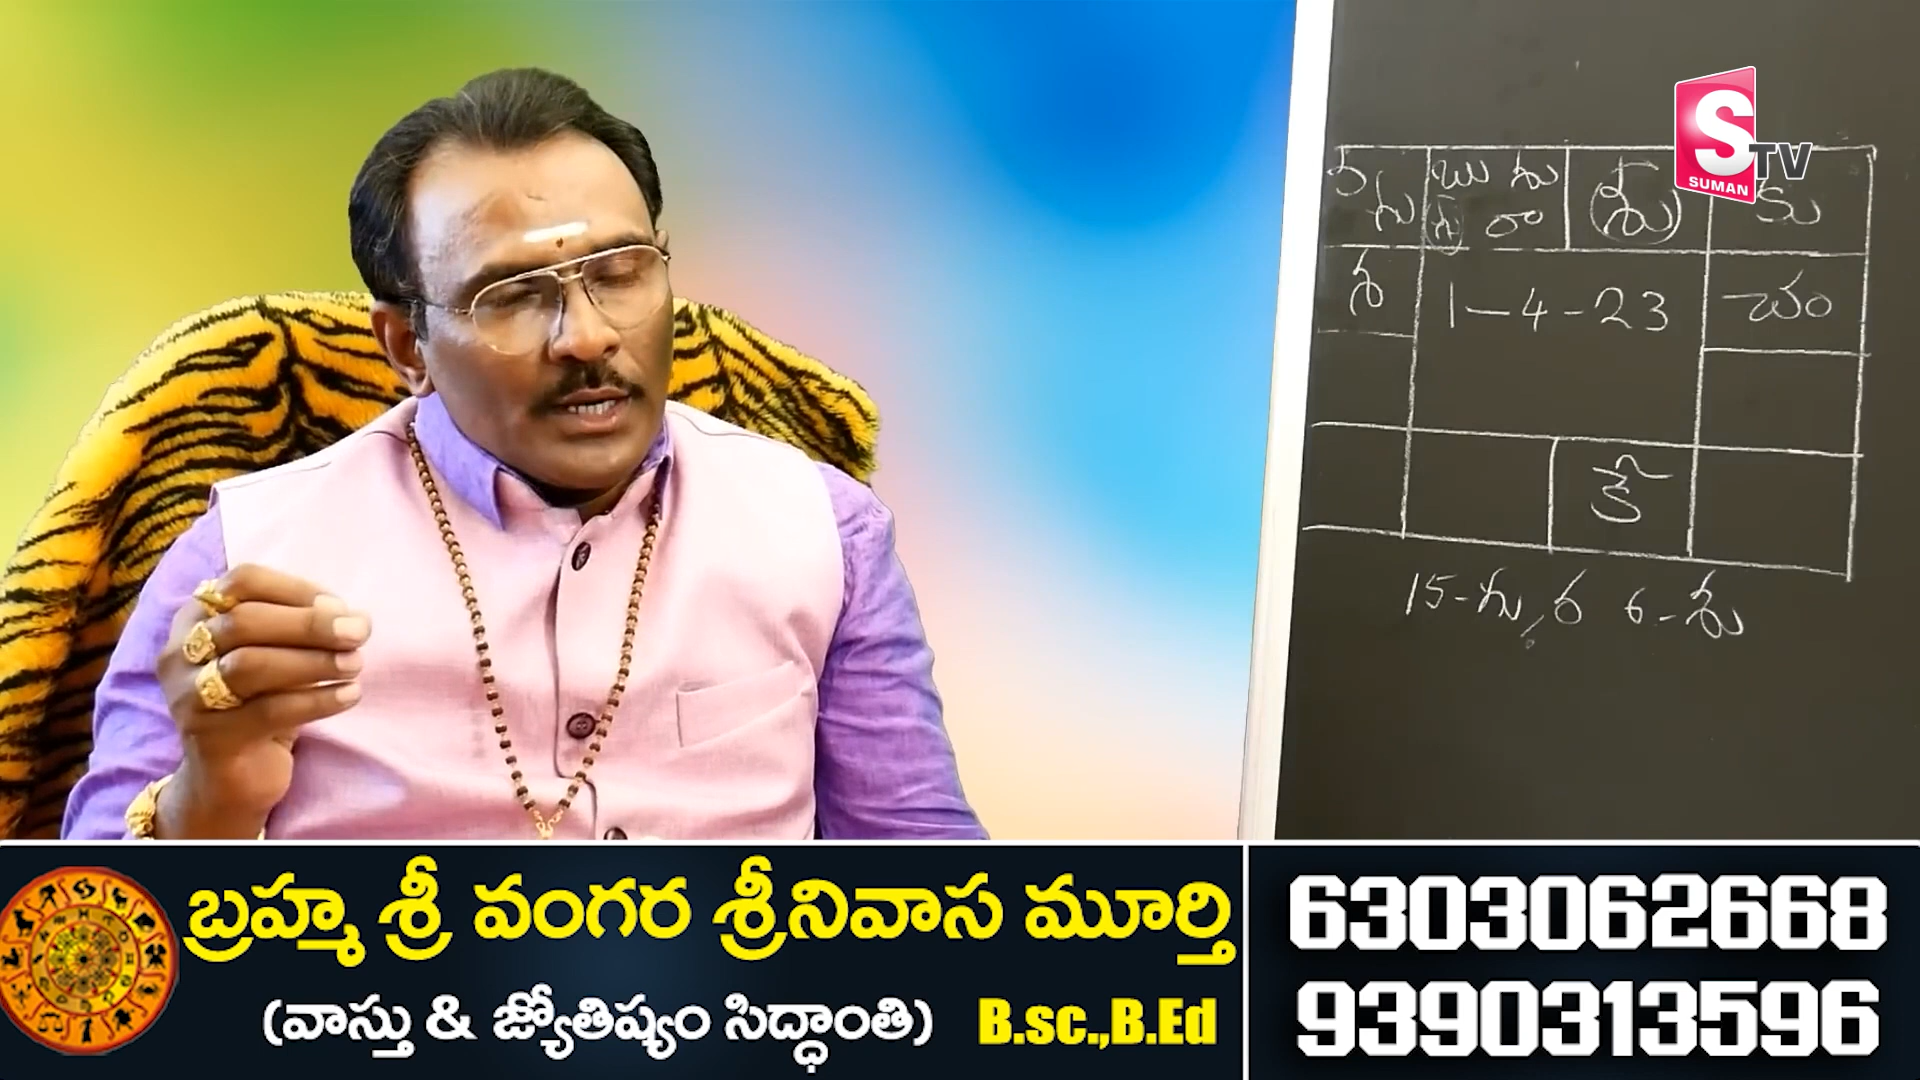 S TV
SUMAN
గు
బు శు
రా
శు
కు
శ
1-4-23
చం
కే
15-గు, ర 6-శు
బ్రహ్మ శ్రీ వంగర శ్రీనివాస మూర్తి
(వాస్తు & జ్యోతిష్యం సిద్ధాంతి) B.sc.,B.Ed
6303062668
9390313596